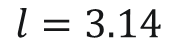 l = 3.14